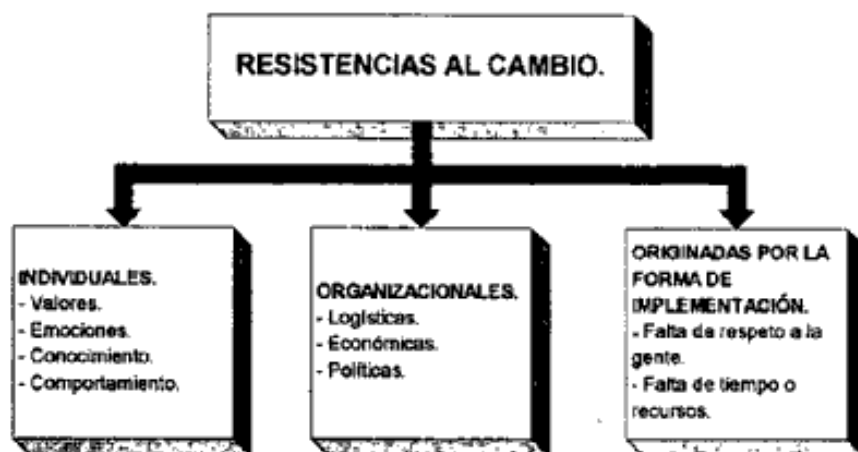 RESISTENCIAS AL CAMBIO.
INDIVIDUALES.
- Valores.
- Emociones.
- Conocimiento.
- Comportamiento.
ORGANIZACIONALES.
- Logísticas.
- Económicas.
- Políticas.
ORIGINADAS POR LA
FORMA DE
IMPLEMENTACIÓN.
- Falta de respeto a la
gente.
- Falta de tiempo o
recursos.